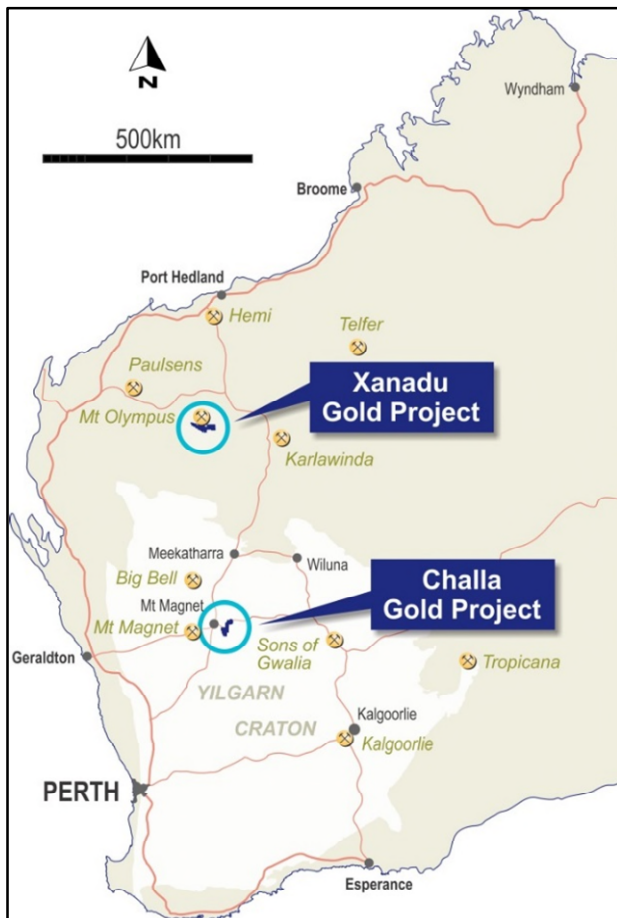 N
500km
Wyndham
Broome
Port Hedland
Hemi
Telfer
Paulsens
Xanadu
Gold Project
Mt Olympus
Karlawinda
Meekatharra
Wiluna
Big Bell
Challa
Gold Project
Mt Magnet
Mt Magnet
Sons of
Gwalia
Geraldton
Tropicana
YILGARN
CRATON
Kalgoorlie
Kalgoorlie
PERTH
Esperance